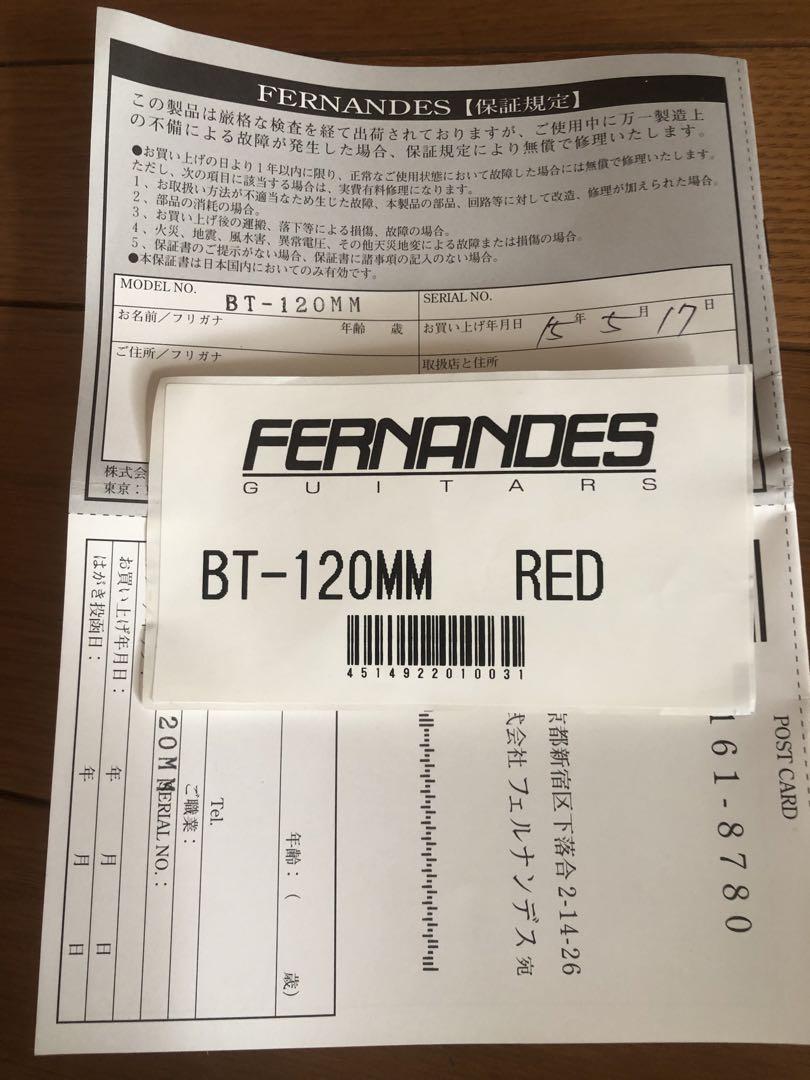 FERNANDES【保証規定】
この製品は厳格な検査を経て出荷されておりますが、ご使用中に万一製造上
の不備による故障が発生した場合、保証規定により無償で修理いたします。
●お買い上げの日より1年以内に限り、正常なご使用状態において故障した場合には無償で修理いたします。
ただし、次の項目に該当する場合は、実費有料修理になります。
1、お取扱い方法が不適当なため生じた故障、本製品の部品、回路等に対して改造、修理が加えられた場合。
2、部品の消耗の場合。
3、お買い上げ後の運搬、落下等による損傷、故障の場合。
4、火災、地震、風水害、異常電圧、その他天災地変による故障または損傷の場合。
5、保証書のご提示がない場合、保証書に諸事項の記入のない場合。
●本保証書は日本国内においてのみ有効です。
MODEL NO. BT-120MM
SERIAL NO.
お名前/フリガナ 年齢 歳
お買い上げ年月日 15年 5月 17日
ご住所/フリガナ
取扱店と住所
株式会
東京:
FERNANDES
GUITARS
BT-120MM RED
4514922010031
お買い上げ年月日: 年 月 日
はがき投函日: 年 月 日
20MM
SERIAL NO.:
ご職業:
Tel.
年齢:( 歳)
POST CARD
161-8780
京都新宿区下落合2-14-26
式会社 フェルナンデス 宛